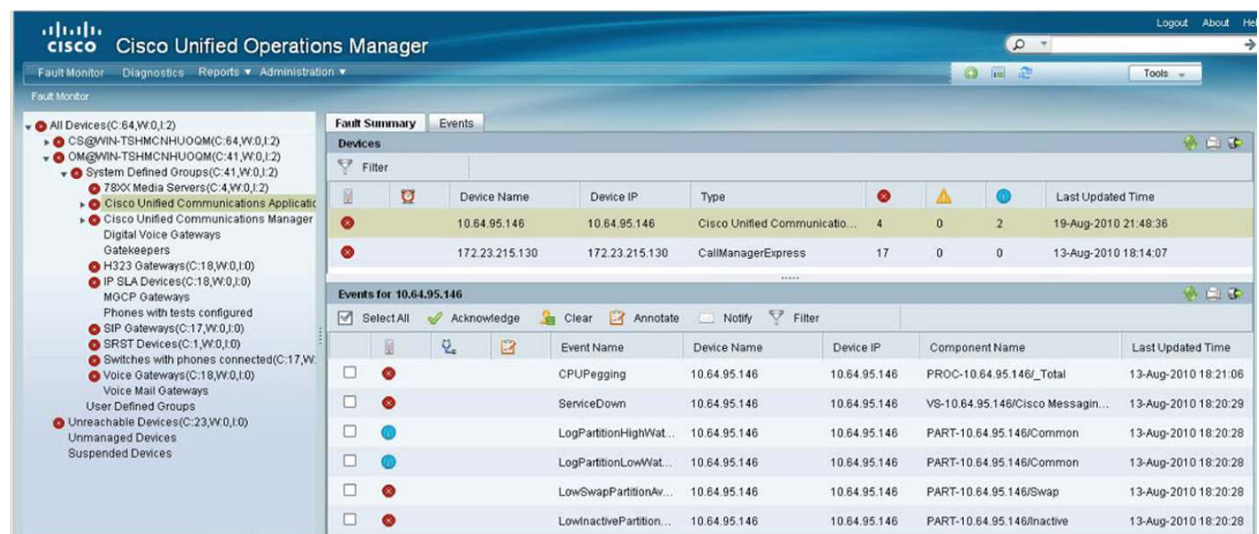 Logout About Hel
CISCO Cisco Unified Operations Manager
Fault Monitor Diagnostics Reports Administration
Tools
Fault Monitor
All Devices(C:64,W:0,I:2)
CS@WIN-TSHMCNHUOQM(C:64,W:0,I:2)
OM@WIN-TSHMCNHUOQM(C:41,W:0,I:2)
System Defined Groups(C:41,W:0,I:2)
78XX Media Servers(C:4,W:0,I:2)
Cisco Unified Communications Applicatio
Cisco Unified Communications Manager
Digital Voice Gateways
Gatekeepers
H323 Gateways(C:18,W:0,I:0)
IP SLA Devices(C:18,W:0,I:0)
MGCP Gateways
Phones with tests configured
SIP Gateways(C:17,W:0,I:0)
SRST Devices(C:1,W:0,I:0)
Switches with phones connected(C:17,W:
Voice Gateways(C:18,W:0,I:0)
Voice Mail Gateways
User Defined Groups
Unreachable Devices(C:23,W:0,I:0)
Unmanaged Devices
Suspended Devices
Fault Summary Events
Devices
Filter
Device Name Device IP Type Last Updated Time
10.64.95.146 10.64.95.146 Cisco Unified Communicatio... 4 0 2 19-Aug-2010 21:48:36
172.23.215.130 172.23.215.130 CallManagerExpress 17 0 0 13-Aug-2010 18:14:07
Events for 10.64.95.146
Select All Acknowledge Clear Annotate Notify Filter
Event Name Device Name Device IP Component Name Last Updated Time
CPUPegging 10.64.95.146 10.64.95.146 PROC-10.64.95.146/_Total 13-Aug-2010 18:21:06
ServiceDown 10.64.95.146 10.64.95.146 VS-10.64.95.146/Cisco Messagin... 13-Aug-2010 18:20:29
LogPartitionHighWat... 10.64.95.146 10.64.95.146 PART-10.64.95.146/Common 13-Aug-2010 18:20:28
LogPartitionLowWat... 10.64.95.146 10.64.95.146 PART-10.64.95.146/Common 13-Aug-2010 18:20:28
LowSwapPartitionAv... 10.64.95.146 10.64.95.146 PART-10.64.95.146/Swap 13-Aug-2010 18:20:28
LowInactivePartition... 10.64.95.146 10.64.95.146 PART-10.64.95.146/Inactive 13-Aug-2010 18:20:28